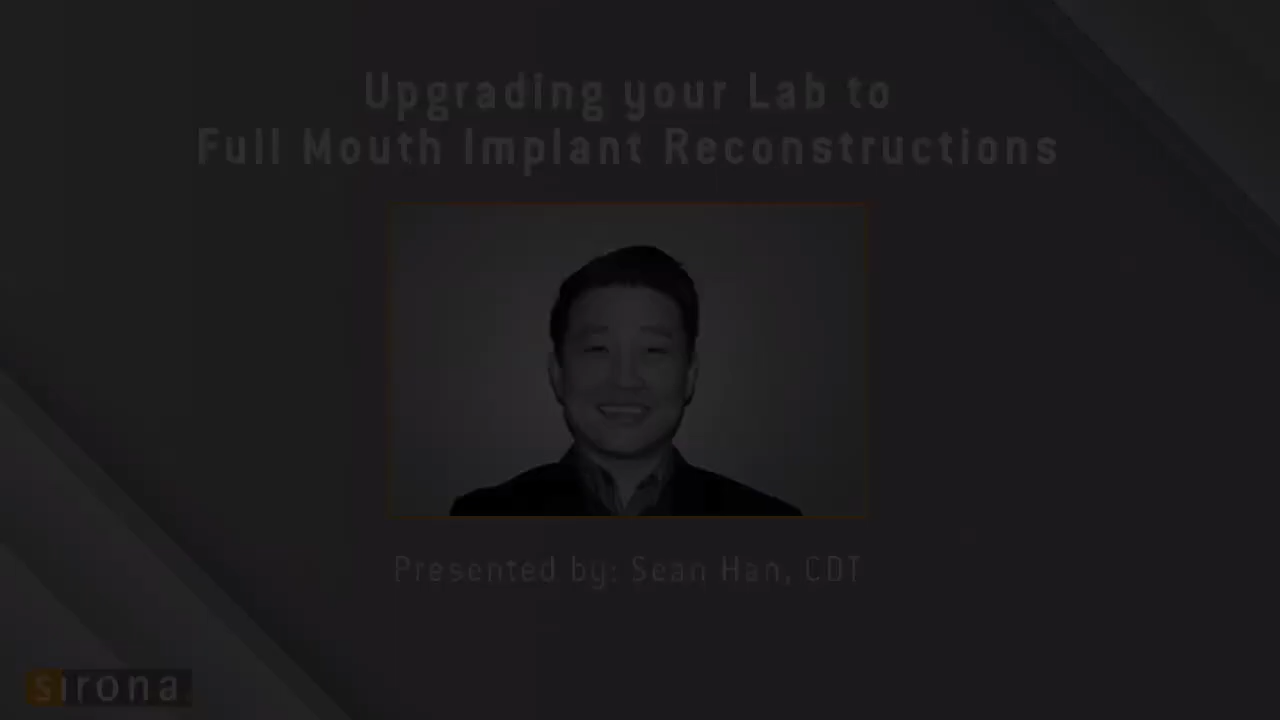 Upgrading your Lab to
Full Mouth Implant Reconstructions
Presented by: Sean Han, CDT
sirona.